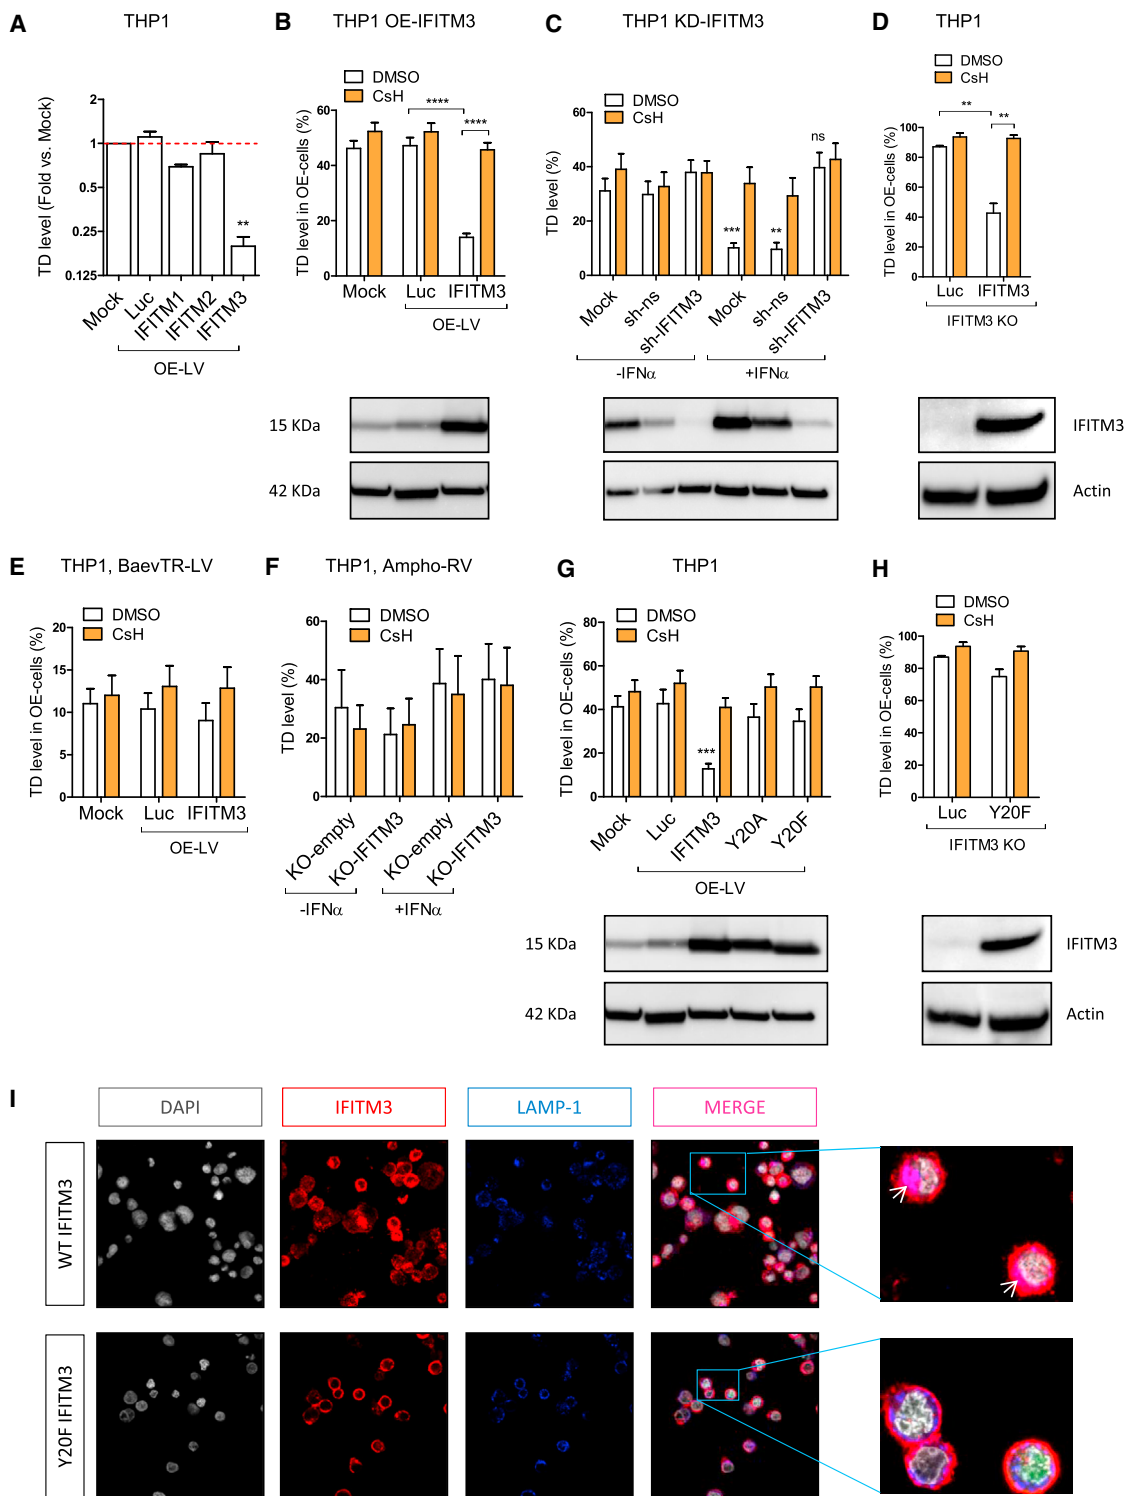 A THP1
TD level (Fold vs. Mock)
2
1
0.5
0.25
0.125
**
Mock Luc IFITM1 IFITM2 IFITM3
OE-LV
B THP1 OE-IFITM3
DMSO
CsH
TD level in OE-cells (%)
60
40
20
0
**** ****
Mock Luc IFITM3
OE-LV
15 KDa
42 KDa
C THP1 KD-IFITM3
DMSO
CsH
TD level (%)
60
40
20
0
*** ** ns
Mock sh-ns sh-IFITM3 Mock sh-ns sh-IFITM3
-IFNα +IFNα
D THP1
DMSO
CsH
TD level in OE-cells (%)
100
80
60
40
20
0
** **
Luc IFITM3
IFITM3 KO
IFITM3
Actin
E THP1, BaevTR-LV
DMSO
CsH
TD level in OE-cells (%)
20
15
10
5
0
Mock Luc IFITM3
OE-LV
F THP1, Ampho-RV
DMSO
CsH
TD level (%)
60
40
20
0
KO-empty KO-IFITM3 KO-empty KO-IFITM3
-IFNα +IFNα
G THP1
DMSO
CsH
TD level in OE-cells (%)
80
60
40
20
0
***
Mock Luc IFITM3 Y20A Y20F
OE-LV
15 KDa
42 KDa
H
DMSO
CsH
TD level in OE-cells (%)
100
80
60
40
20
0
Luc Y20F
IFITM3 KO
IFITM3
Actin
I
DAPI IFITM3 LAMP-1 MERGE
WT IFITM3
Y20F IFITM3